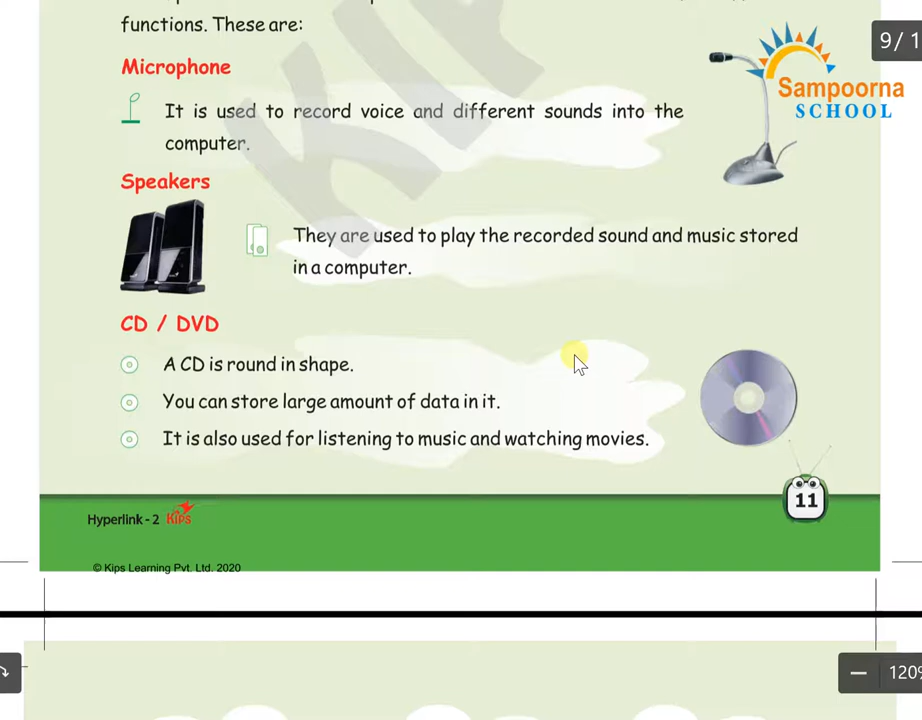 functions. These are:
9/ 1
Sampoorna
SCHOOL
Microphone
It is used to record voice and different sounds into the
computer.
Speakers
They are used to play the recorded sound and music stored
in a computer.
CD / DVD
A CD is round in shape.
You can store large amount of data in it.
It is also used for listening to music and watching movies.
11
Hyperlink - 2 KIPS
© Kips Learning Pvt. Ltd. 2020
120%